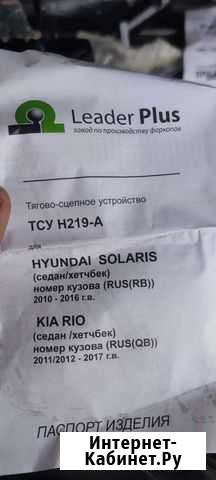 Leader Plus
завод по производству фаркопов
Тягово-сцепное устройство
ТСУ H219-A
для
HYUNDAI SOLARIS
(седан/хетчбек)
номер кузова (RUS(RB))
2010 - 2016 г.в.
KIA RIO
(седан /хетчбек)
номер кузова (RUS(QB))
2011/2012 - 2017 г.в.
ПАСПОРТ ИЗДЕЛИЯ
Интернет-
Кабинет.Ру